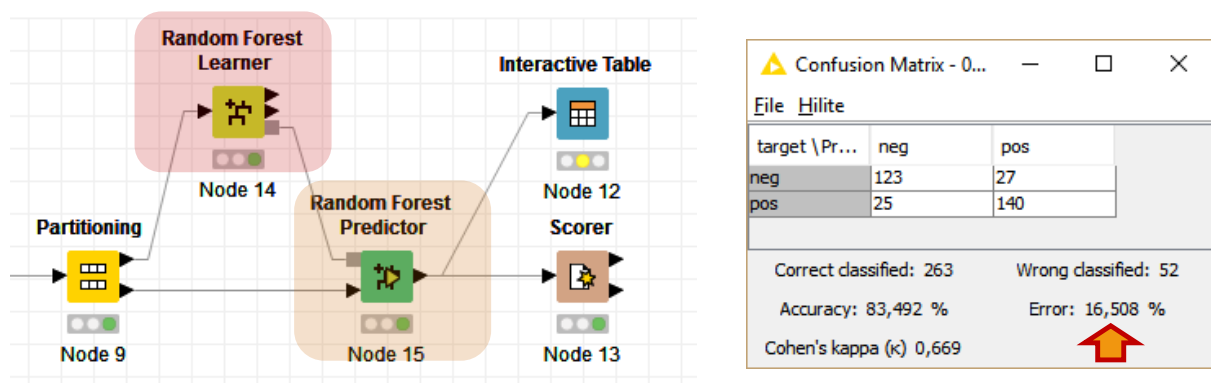 Random Forest
Learner
Node 14
Interactive Table
Node 12
Random Forest
Predictor
Node 15
Partitioning
Node 9
Scorer
Node 13
Confusion Matrix - 0...
File Hilite
target \ Pr... neg pos
neg 123 27
pos 25 140
Correct classified: 263 Wrong classified: 52
Accuracy: 83,492 % Error: 16,508 %
Cohen's kappa (κ) 0,669